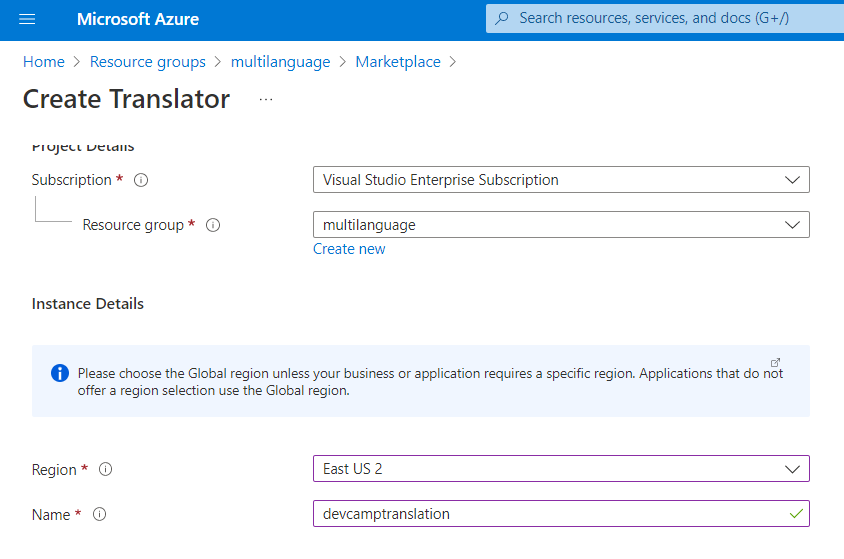 Microsoft Azure
Search resources, services, and docs (G+/)
Home > Resource groups > multilanguage > Marketplace >
Create Translator ...
Project Details
Subscription *
Visual Studio Enterprise Subscription
Resource group *
multilanguage
Create new
Instance Details
Please choose the Global region unless your business or application requires a specific region. Applications that do not
offer a region selection use the Global region.
Region *
East US 2
Name *
devcamptranslation